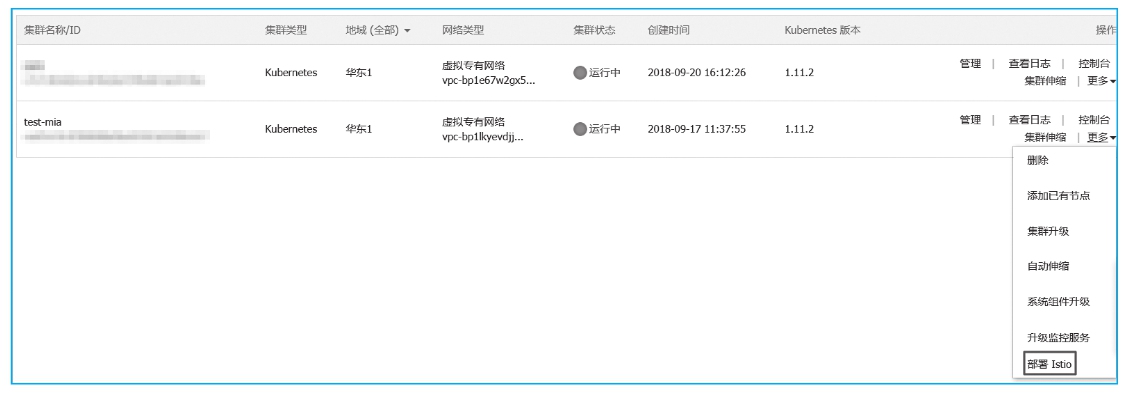 集群名称/ID 集群类型 地域 (全部) 网络类型 集群状态 创建时间 Kubernetes 版本 操作
Kubernetes 华东1 虚拟专有网络 运行中 2018-09-20 16:12:26 1.11.2 管理 | 查看日志 | 控制台
vpc-bp1e67w2gx5... 集群伸缩 | 更多
test-mia Kubernetes 华东1 虚拟专有网络 运行中 2018-09-17 11:37:55 1.11.2 管理 | 查看日志 | 控制台
vpc-bp1lkyevdjj... 集群伸缩 | 更多
删除
添加已有节点
集群升级
自动伸缩
系统组件升级
升级监控服务
部署 Istio